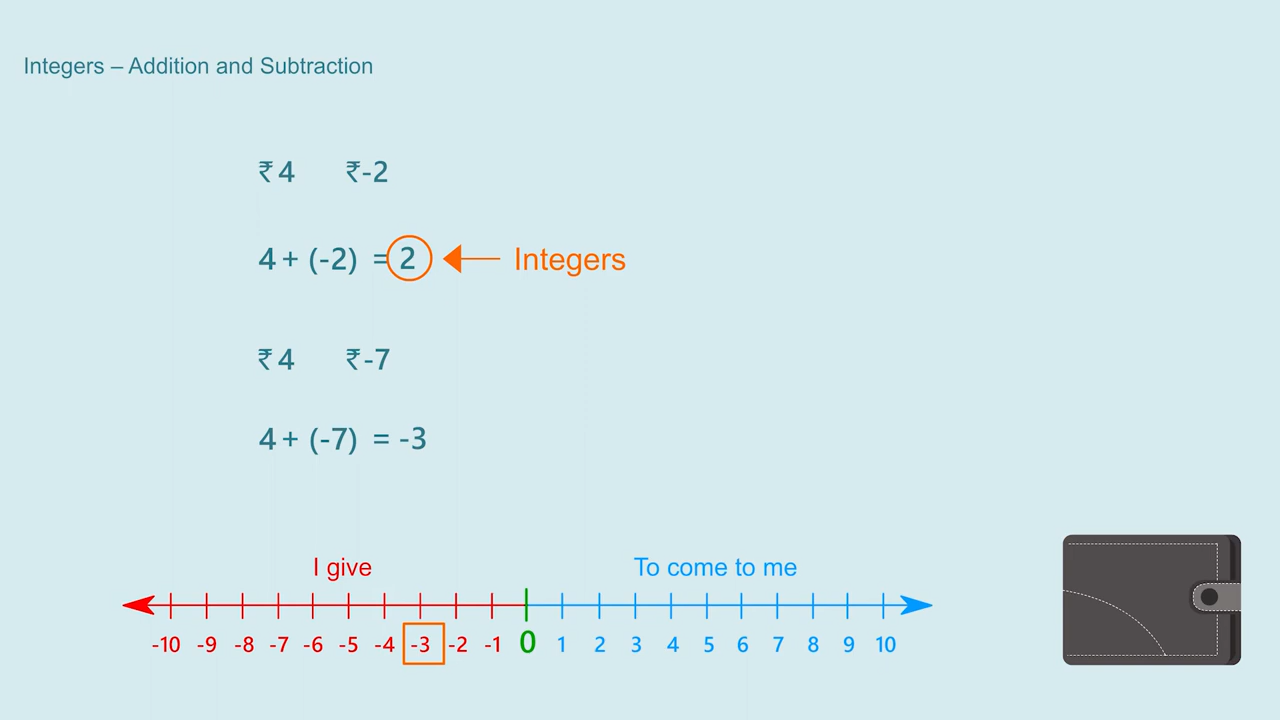 Integers – Addition and Subtraction
₹ 4 ₹-2
4 + (-2) = 2 Integers
₹ 4 ₹-7
4 + (-7) = -3
I give To come to me
-10 -9 -8 -7 -6 -5 -4 -3 -2 -1 0 1 2 3 4 5 6 7 8 9 10